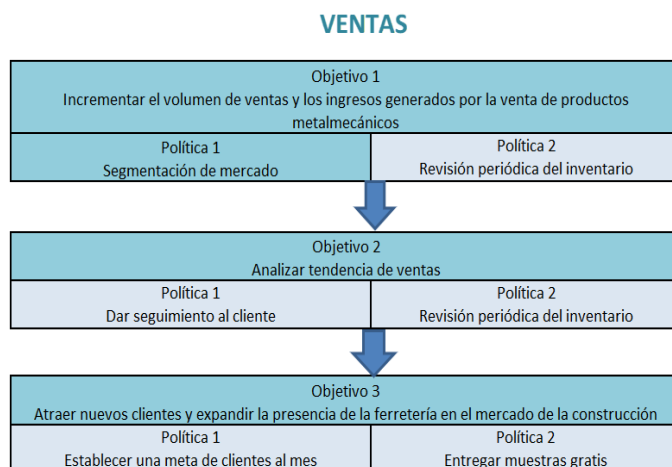 VENTAS
Objetivo 1
Incrementar el volumen de ventas y los ingresos generados por la venta de productos
metalmecánicos
Política 1
Segmentación de mercado
Política 2
Revisión periódica del inventario
Objetivo 2
Analizar tendencia de ventas
Política 1
Dar seguimiento al cliente
Política 2
Revisión periódica del inventario
Objetivo 3
Atraer nuevos clientes y expandir la presencia de la ferretería en el mercado de la construcción
Política 1
Establecer una meta de clientes al mes
Política 2
Entregar muestras gratis